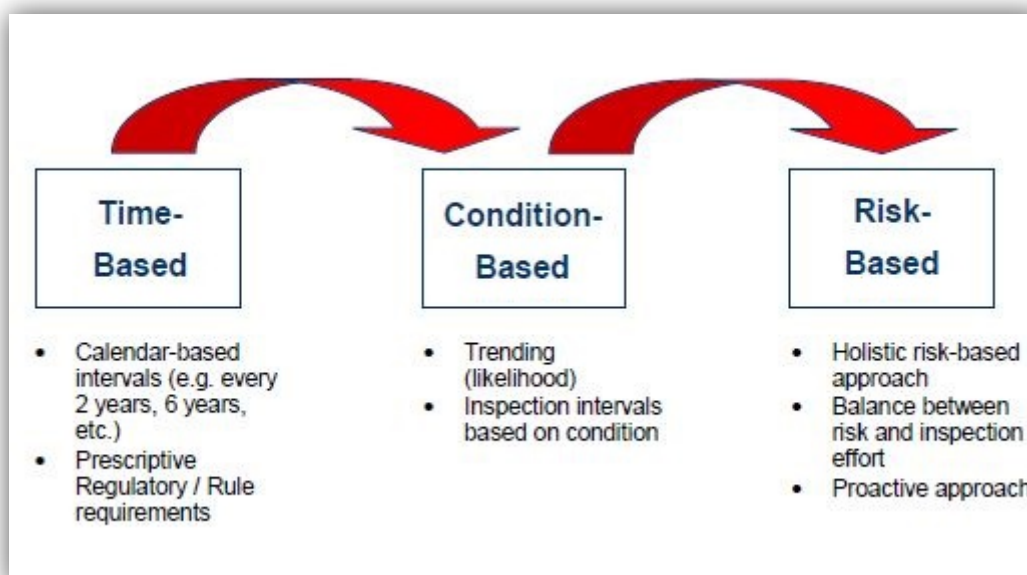 Time-
Based
Condition-
Based
Risk-
Based
• Calendar-based
intervals (e.g. every
2 years, 6 years,
etc.)
• Prescriptive
Regulatory / Rule
requirements
• Trending
(likelihood)
• Inspection intervals
based on condition
• Holistic risk-based
approach
• Balance between
risk and inspection
effort
• Proactive approach